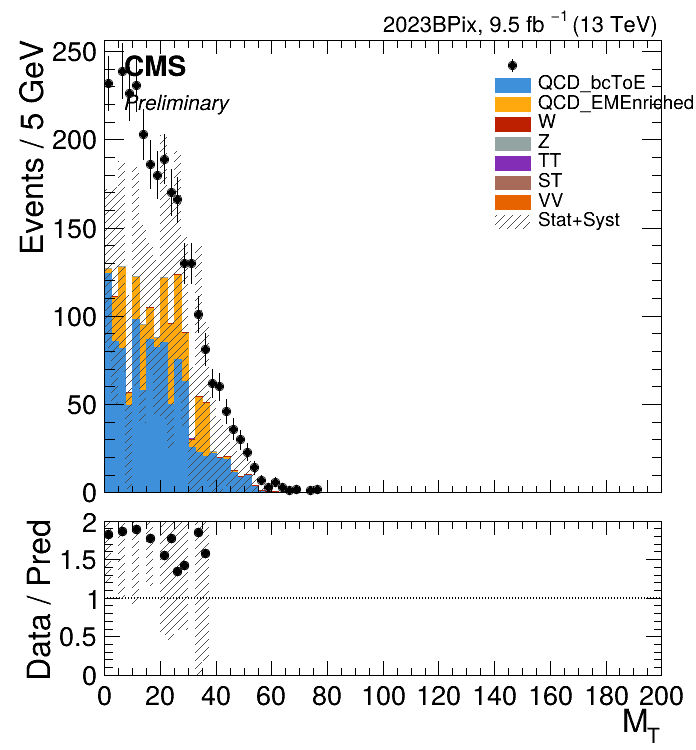 2023BPix, 9.5 fb⁻¹ (13 TeV)
Events / 5 GeV
250
200
150
100
50
0
CMS
Preliminary
QCD_bcToE
QCD_EMEnriched
W
Z
TT
ST
VV
Stat+Syst
Data / Pred
2
1.5
1
0.5
0
0 20 40 60 80 100 120 140 160 180 200
M_T